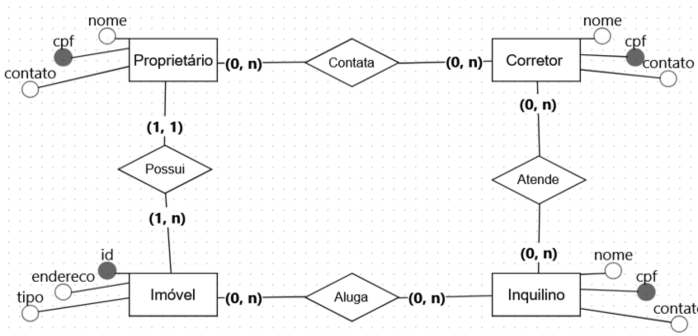 nome
nome
cpf
cpf
contato
Proprietário
(0, n)
Contata
(0, n)
Corretor
contato
(0, n)
(1, 1)
Possui
Atende
(1, n)
(0, n)
id
nome
endereco
cpf
tipo
Imóvel
(0, n)
Aluga
(0, n)
Inquilino
contato